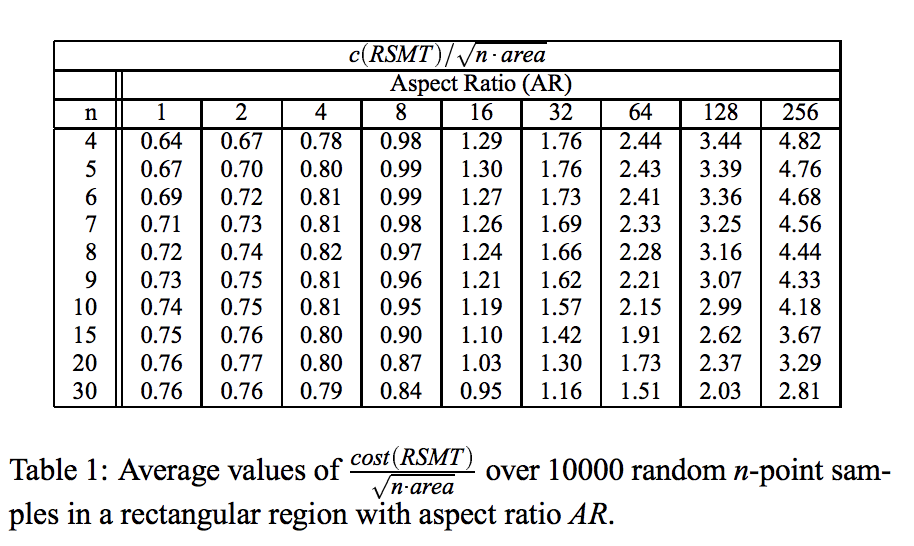 c(RSMT)/√n·area
Aspect Ratio (AR)
n 1 2 4 8 16 32 64 128 256
4 0.64 0.67 0.78 0.98 1.29 1.76 2.44 3.44 4.82
5 0.67 0.70 0.80 0.99 1.30 1.76 2.43 3.39 4.76
6 0.69 0.72 0.81 0.99 1.27 1.73 2.41 3.36 4.68
7 0.71 0.73 0.81 0.98 1.26 1.69 2.33 3.25 4.56
8 0.72 0.74 0.82 0.97 1.24 1.66 2.28 3.16 4.44
9 0.73 0.75 0.81 0.96 1.21 1.62 2.21 3.07 4.33
10 0.74 0.75 0.81 0.95 1.19 1.57 2.15 2.99 4.18
15 0.75 0.76 0.80 0.90 1.10 1.42 1.91 2.62 3.67
20 0.76 0.77 0.80 0.87 1.03 1.30 1.73 2.37 3.29
30 0.76 0.76 0.79 0.84 0.95 1.16 1.51 2.03 2.81
Table 1: Average values of cost(RSMT)/√n·area over 10000 random n-point sam-
ples in a rectangular region with aspect ratio AR.